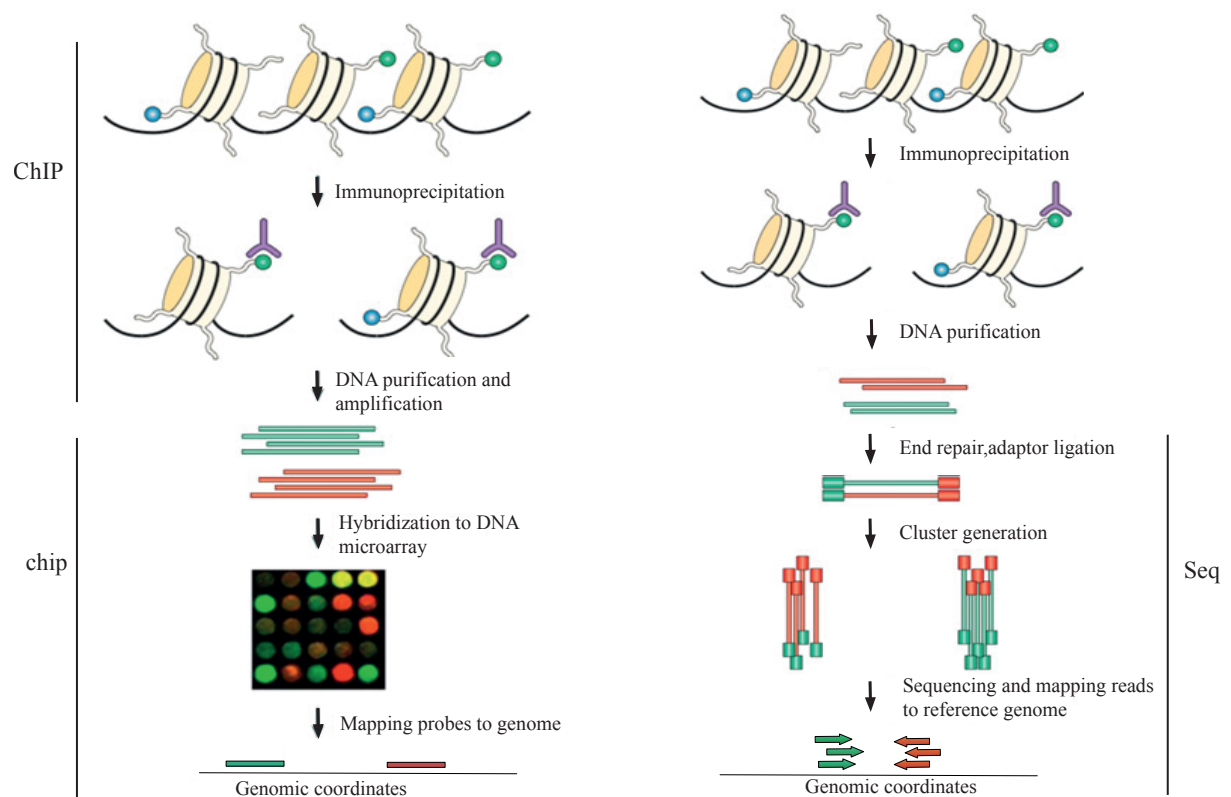 ChIP
Immunoprecipitation
DNA purification and
amplification
chip
Hybridization to DNA
microarray
Mapping probes to genome
Genomic coordinates
Immunoprecipitation
DNA purification
End repair,adaptor ligation
Cluster generation
Seq
Sequencing and mapping reads
to reference genome
Genomic coordinates